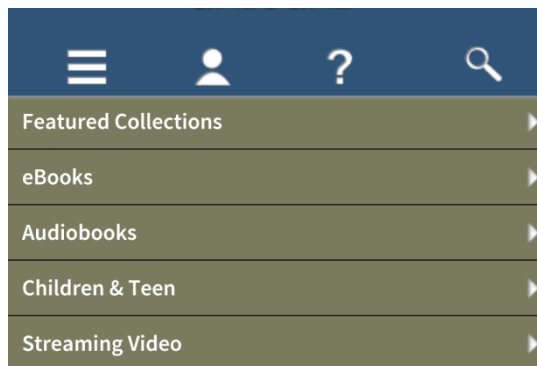 ?
Featured Collections
eBooks
Audiobooks
Children & Teen
Streaming Video